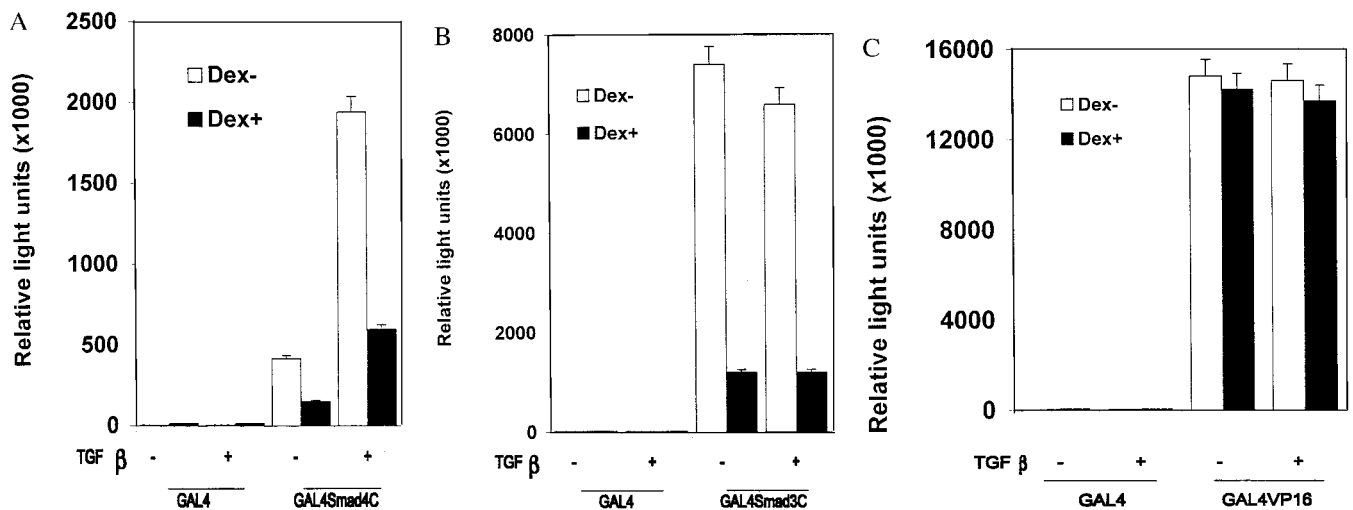 A
Relative light units (x1000)
2500
2000
1500
1000
500
0
Dex-
Dex+
TGF β - + - +
GAL4 GAL4Smad4C
B
Relative light units (x1000)
8000
6000
4000
2000
0
Dex-
Dex+
TGF β - + - +
GAL4 GAL4Smad3C
C
Relative light units (x1000)
16000
12000
8000
4000
0
Dex-
Dex+
TGF β - + - +
GAL4 GAL4VP16